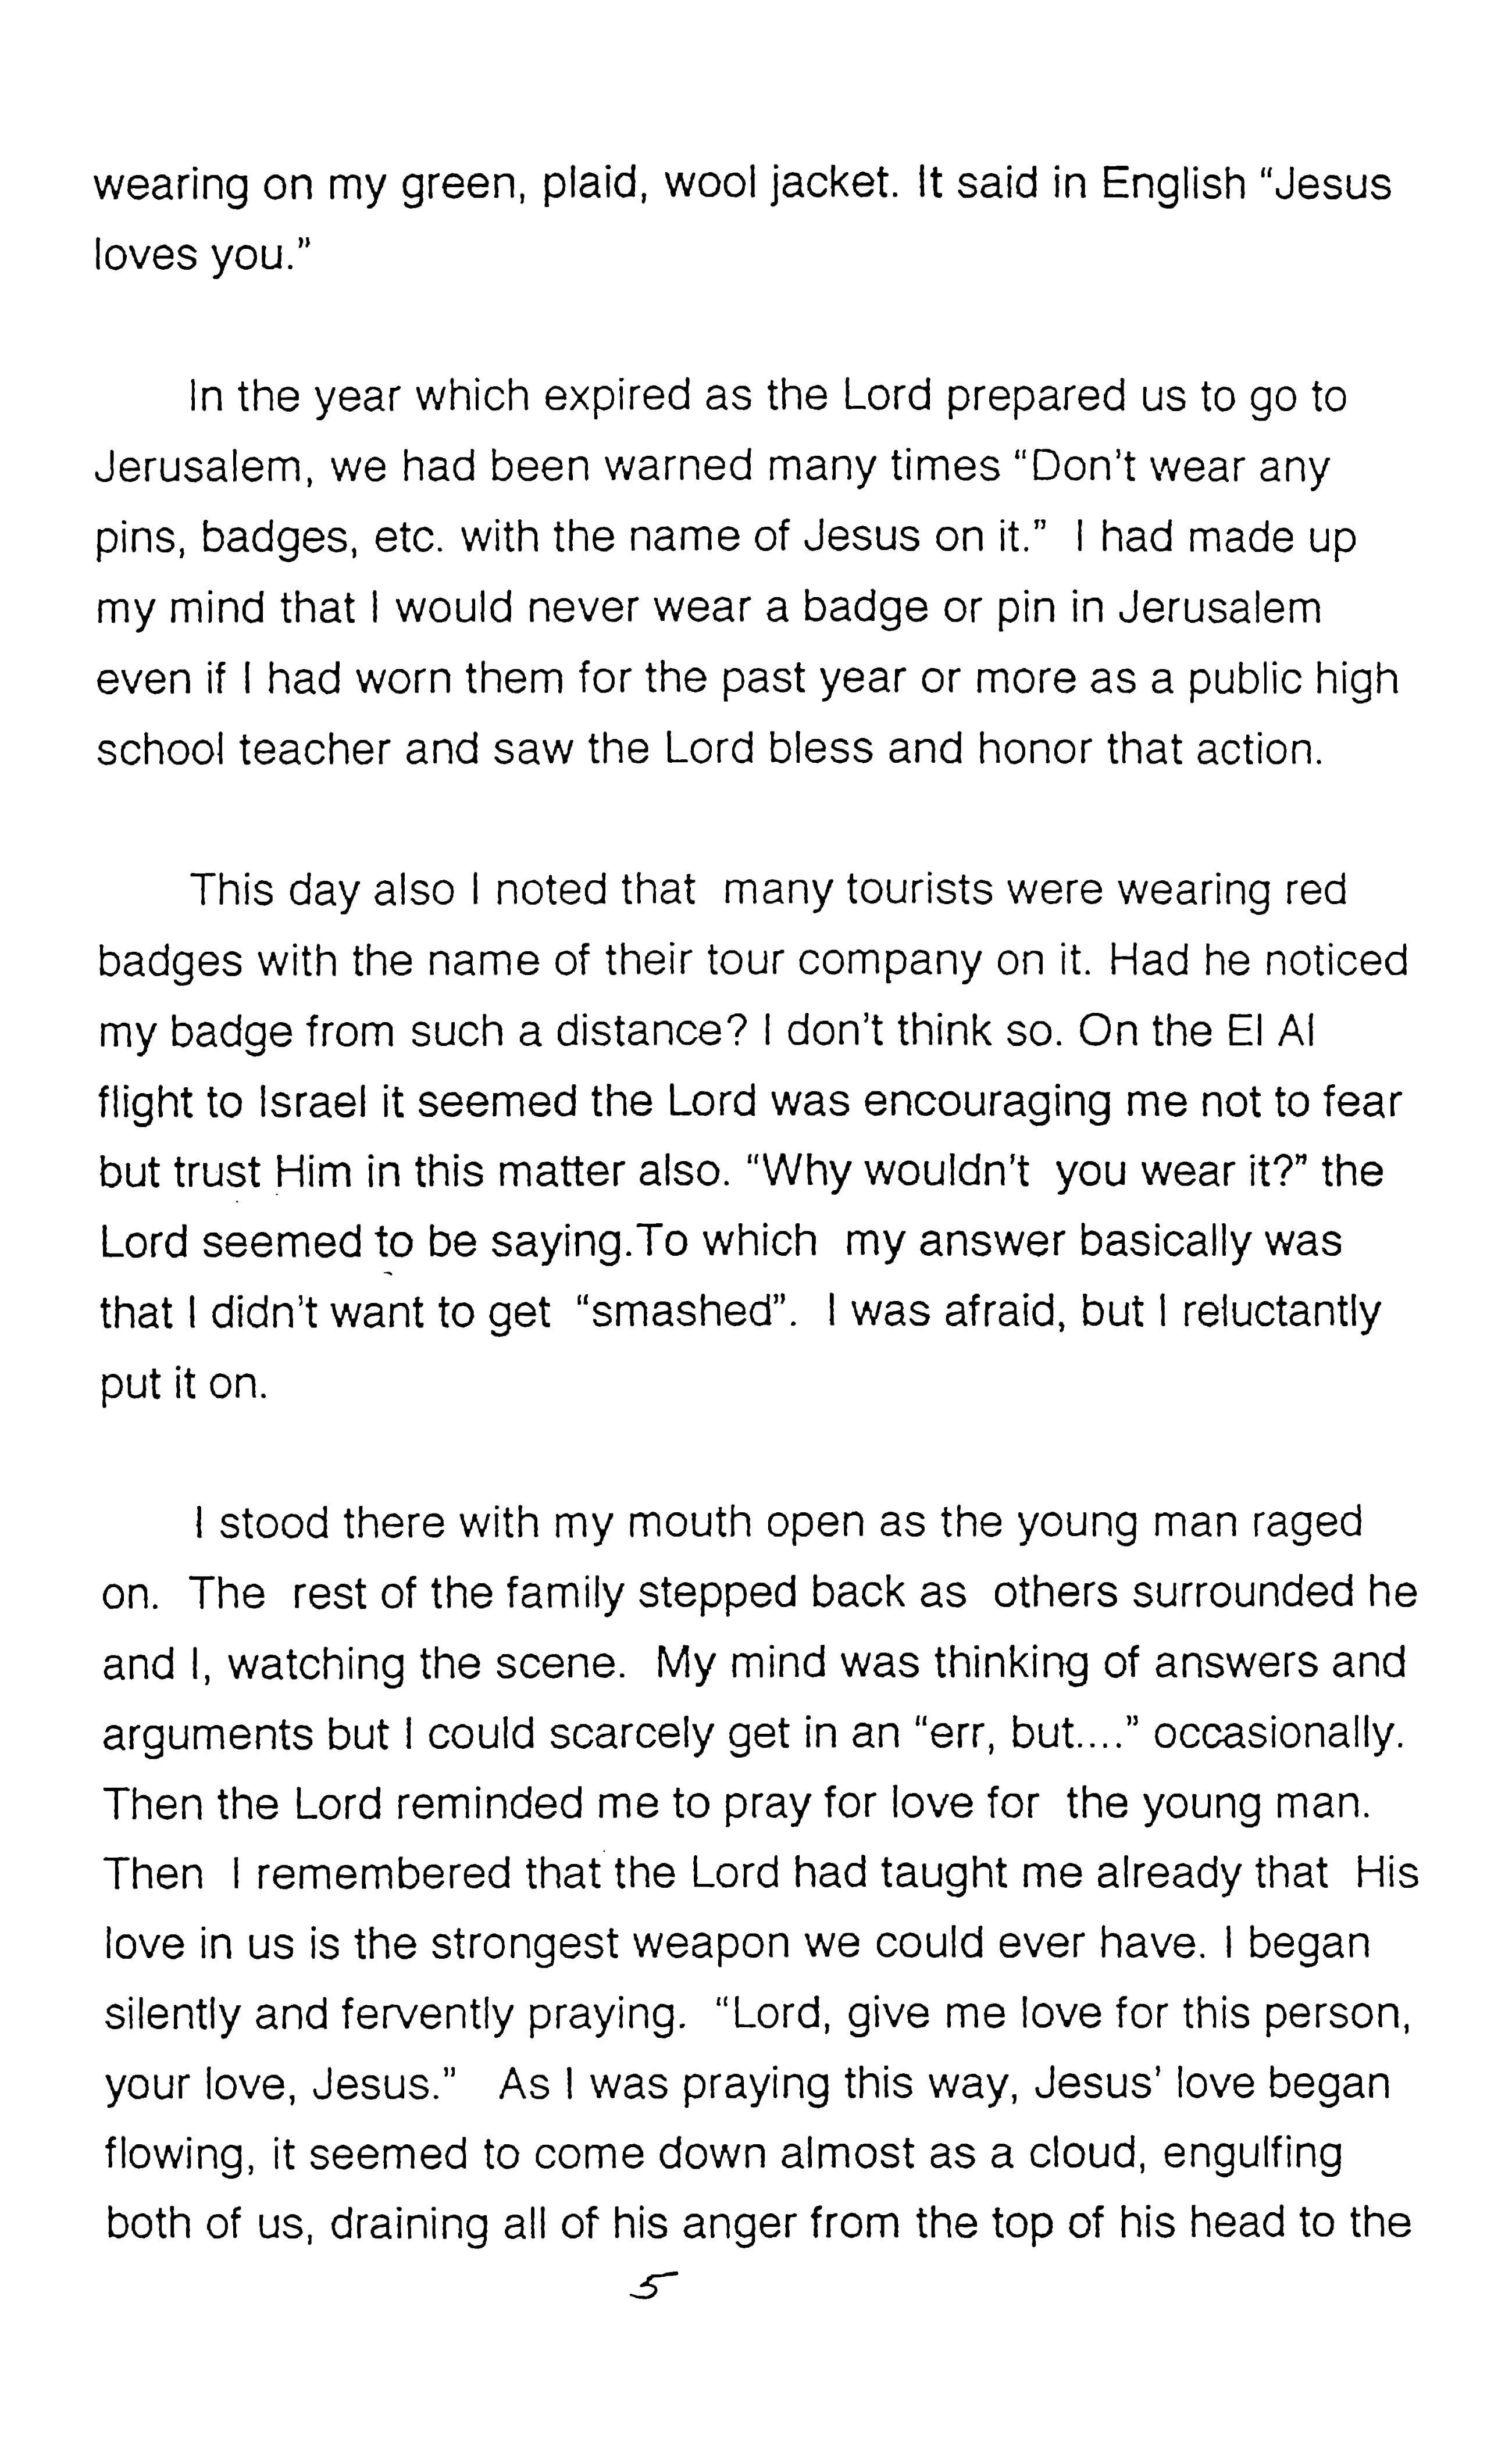 wearing on my green, plaid, wool jacket. It said in English “Jesus
loves you.”
In the year which expired as the Lord prepared us to go to
Jerusalem, we had been warned many times “Don't wear any
pins, badges, etc. with the name of Jesus on it.” I had made up
my mind that I would never wear a badge or pin in Jerusalem
even if I had worn them for the past year or more as a public high
school teacher and saw the Lord bless and honor that action.
This day also I noted that many tourists were wearing red
badges with the name of their tour company on it. Had he noticed
my badge from such a distance? I don't think so. On the El Al
flight to Israel it seemed the Lord was encouraging me not to fear
but trust Him in this matter also. “Why wouldn't you wear it?” the
Lord seemed to be saying.To which my answer basically was
that I didn't want to get “smashed”. I was afraid, but I reluctantly
put it on.
I stood there with my mouth open as the young man raged
on. The rest of the family stepped back as others surrounded he
and I, watching the scene. My mind was thinking of answers and
arguments but I could scarcely get in an “err, but....” occasionally.
Then the Lord reminded me to pray for love for the young man.
Then I remembered that the Lord had taught me already that His
love in us is the strongest weapon we could ever have. I began
silently and fervently praying. “Lord, give me love for this person,
your love, Jesus.” As I was praying this way, Jesus' love began
flowing, it seemed to come down almost as a cloud, engulfing
both of us, draining all of his anger from the top of his head to the
5